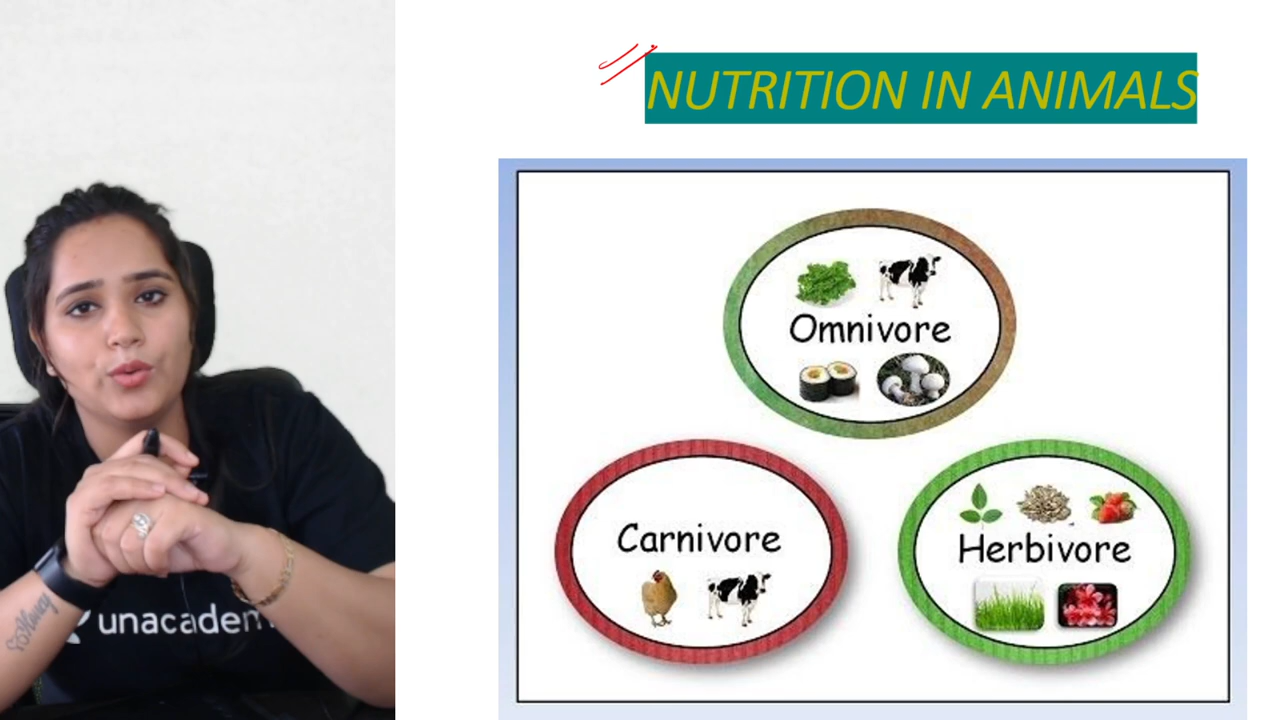 NUTRITION IN ANIMALS
Omnivore
Carnivore
Herbivore
unacadem